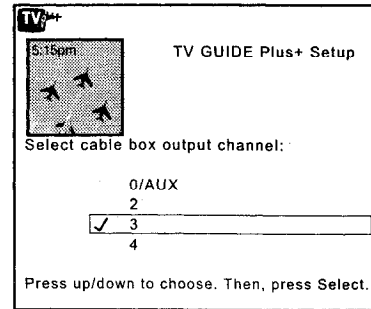 TV
5:15pm
TV GUIDE Plus+ Setup
Select cable box output channel:
0/AUX
2
3
4
Press up/down to choose. Then, press Select.